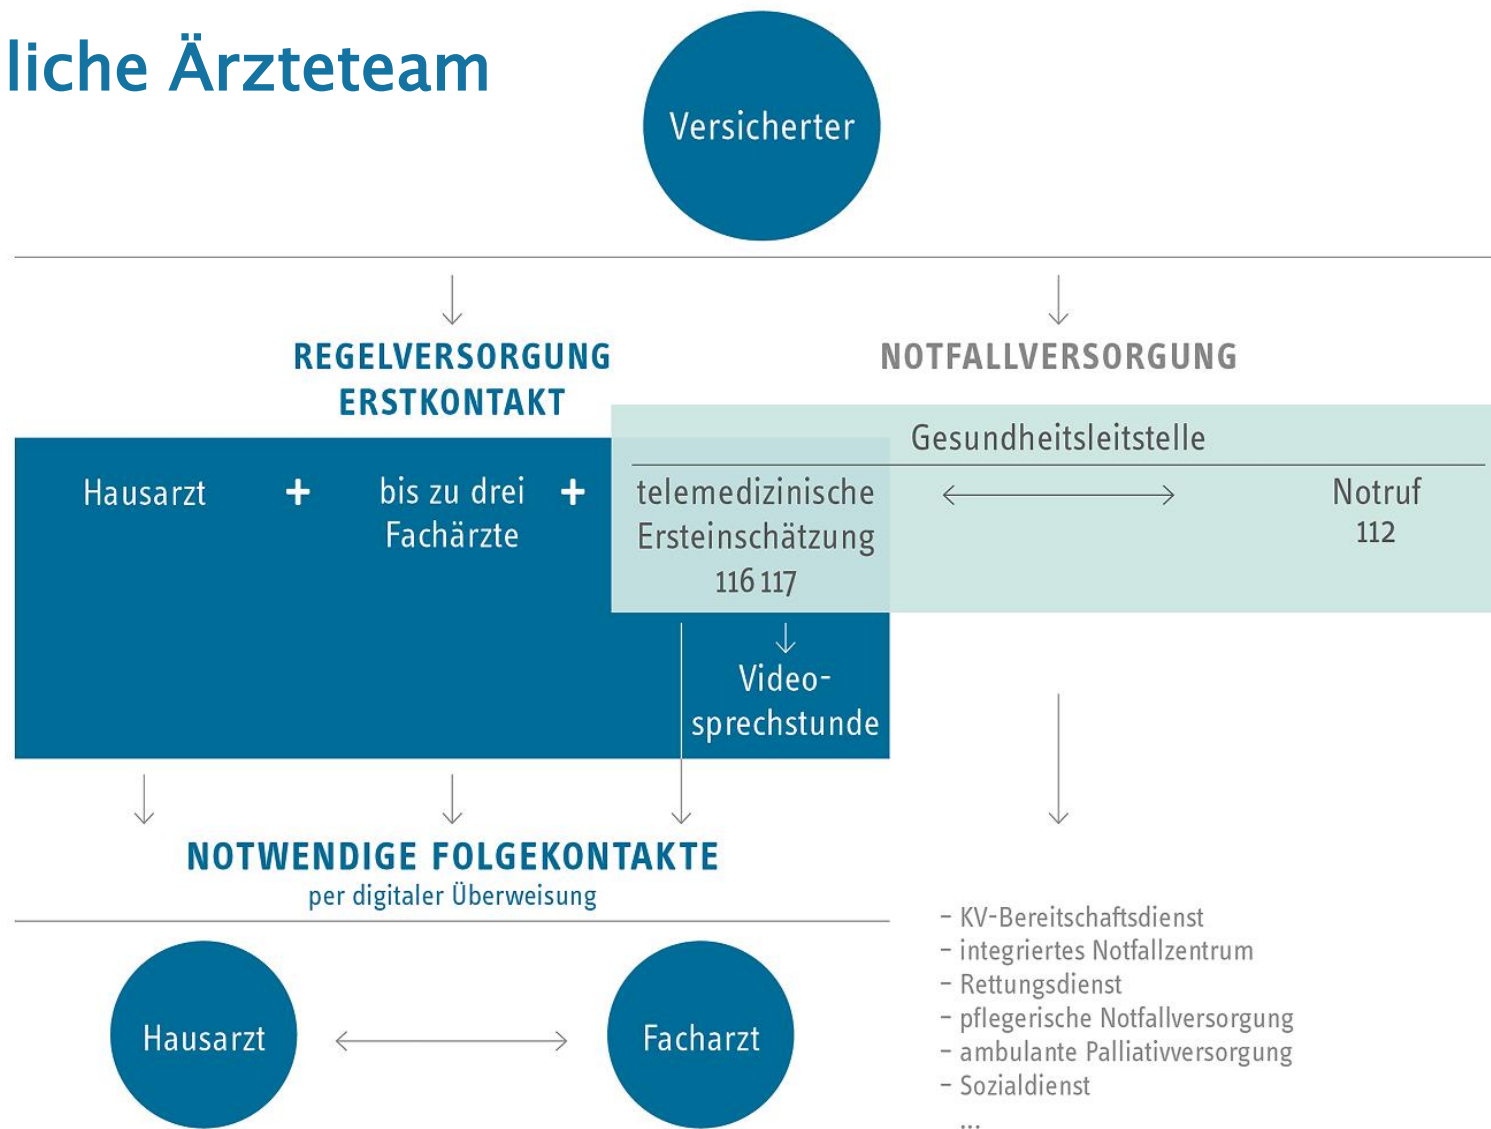 liche Ärzteteam
Versicherter
REGELVERSORGUNG
ERSTKONTAKT
NOTFALLVERSORGUNG
Gesundheitsleitstelle
Hausarzt
+
bis zu drei
Fachärzte
+
telemedizinische
Ersteinschätzung
116 117
Notruf
112
Video-
sprechstunde
NOTWENDIGE FOLGEKONTAKTE
per digitaler Überweisung
Hausarzt
Facharzt
– KV-Bereitschaftsdienst
– integriertes Notfallzentrum
– Rettungsdienst
– pflegerische Notfallversorgung
– ambulante Palliativversorgung
– Sozialdienst
...